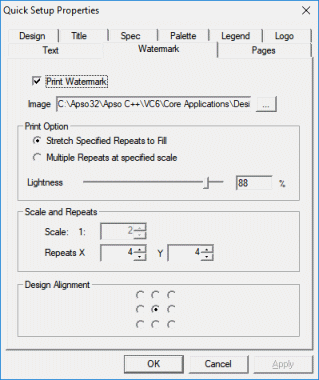 Quick Setup Properties
Design Title Spec Palette Legend Logo
Text Watermark Pages
Print Watermark
Image C:\Apso32\Apso C++\VC6\Core Applications\Desi ...
Print Option
Stretch Specified Repeats to Fill
Multiple Repeats at specified scale
Lightness 88 %
Scale and Repeats
Scale: 1: 2
Repeats X 4 Y 4
Design Alignment
OK Cancel Apply